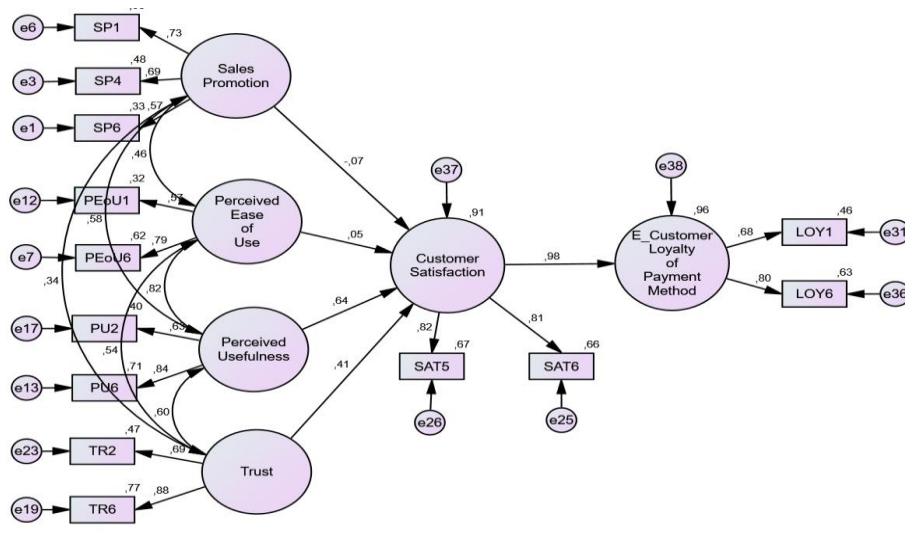 e6
SP1
,73
Sales
Promotion
,48
,69
e3
SP4
,33
,57
e1
SP6
,46
-,07
e37
e38
,32
e12
PEoU1
,57
Perceived
Ease
of
Use
,91
,96
,58
,05
Customer
Satisfaction
,98
E_Customer
Loyalty
of
Payment
Method
,68
,46
LOY1
e31
,62
,79
e7
PEoU6
,34
,82
,80
,63
LOY6
e36
,40
,63
e17
PU2
Perceived
Usefulness
,64
,54
,82
,81
,71
,84
e13
PU6
,41
,67
SAT5
,66
SAT6
,60
e26
e25
,47
,69
e23
TR2
Trust
,77
,88
e19
TR6